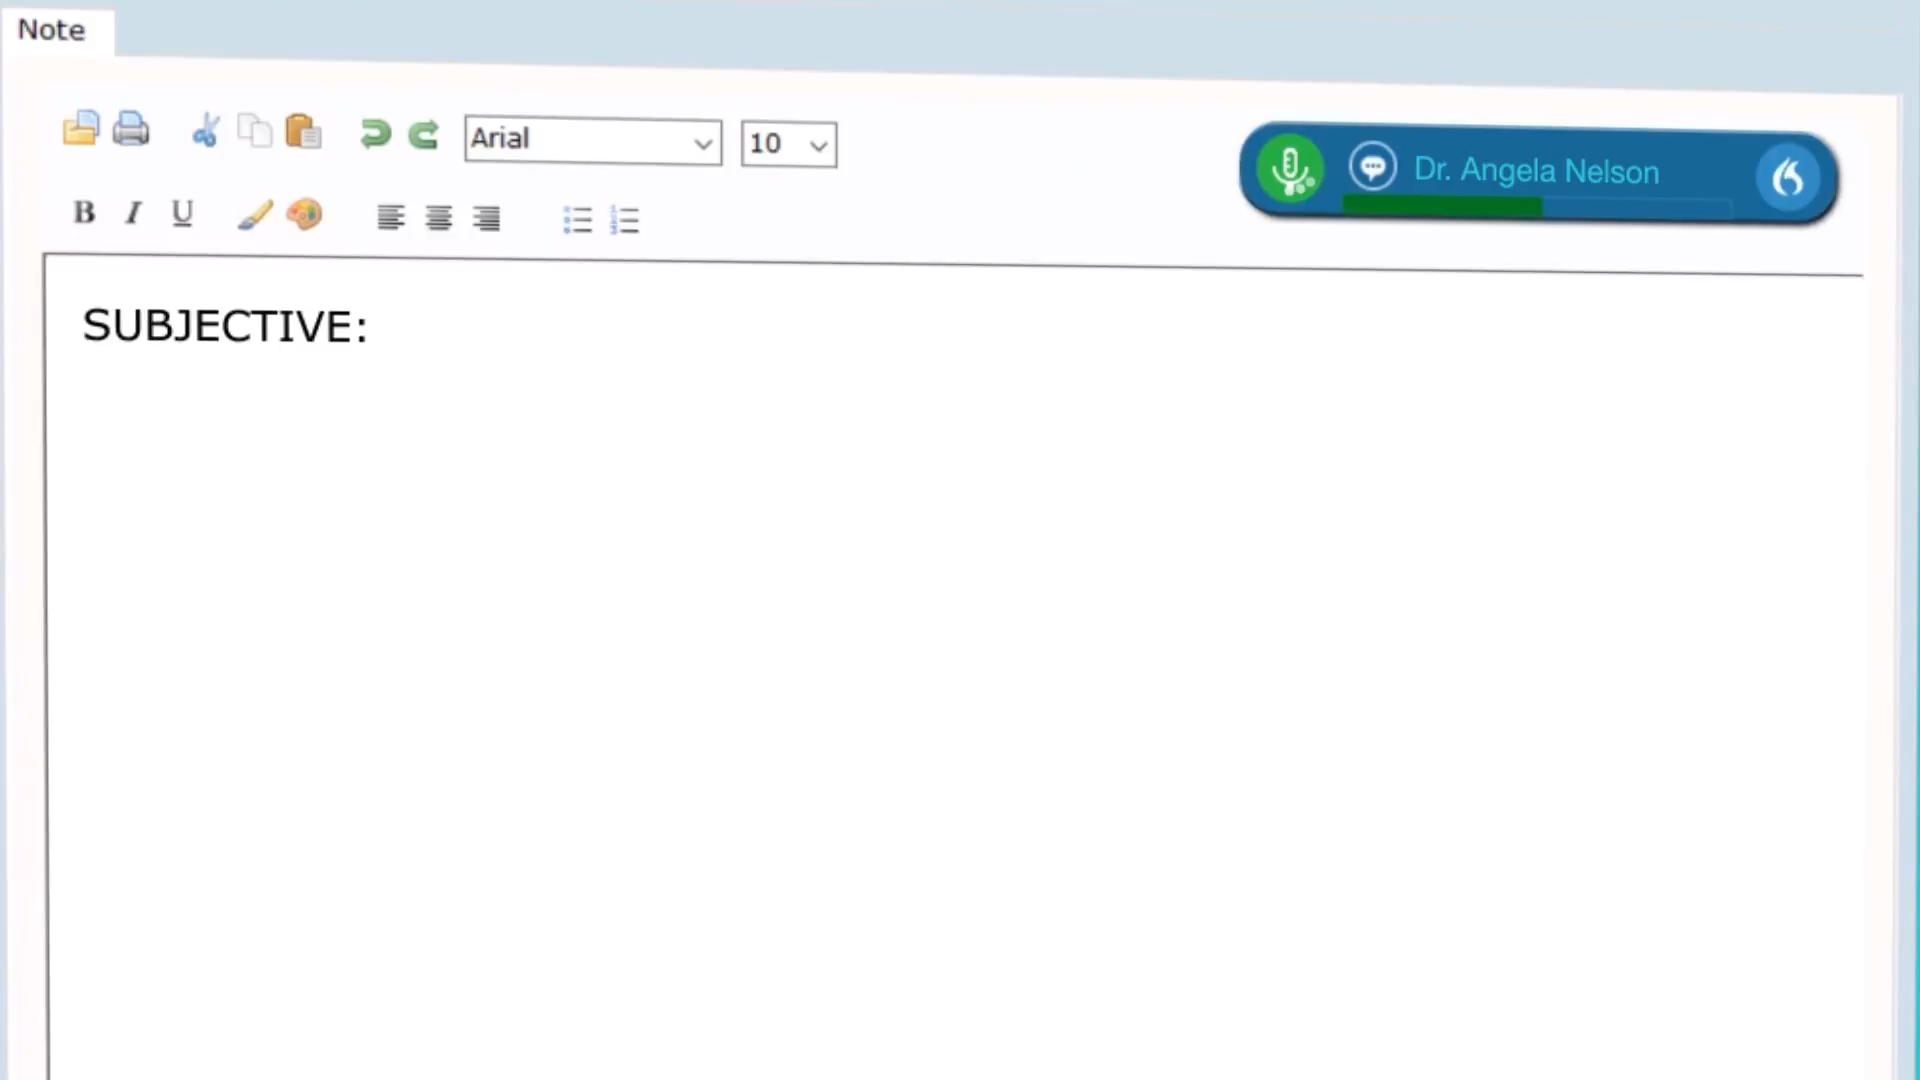 Note
Arial
10
Dr. Angela Nelson
B I U
SUBJECTIVE: